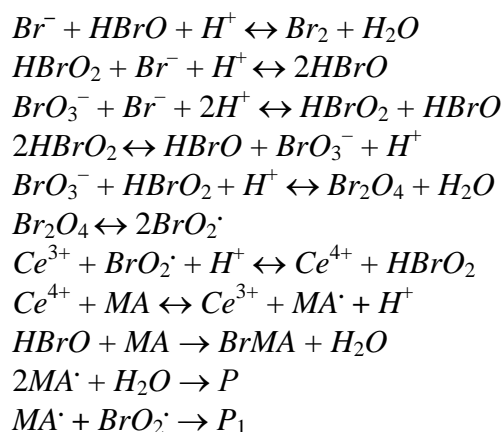 Br⁻ + HBrO + H⁺ ↔ Br₂ + H₂O
HBrO₂ + Br⁻ + H⁺ ↔ 2HBrO
BrO₃⁻ + Br⁻ + 2H⁺ ↔ HBrO₂ + HBrO
2HBrO₂ ↔ HBrO + BrO₃⁻ + H⁺
BrO₃⁻ + HBrO₂ + H⁺ ↔ Br₂O₄ + H₂O
Br₂O₄ ↔ 2BrO₂˙
Ce³⁺ + BrO₂˙ + H⁺ ↔ Ce⁴⁺ + HBrO₂
Ce⁴⁺ + MA ↔ Ce³⁺ + MA˙ + H⁺
HBrO + MA → BrMA + H₂O
2MA˙ + H₂O → P
MA˙ + BrO₂˙ → P₁